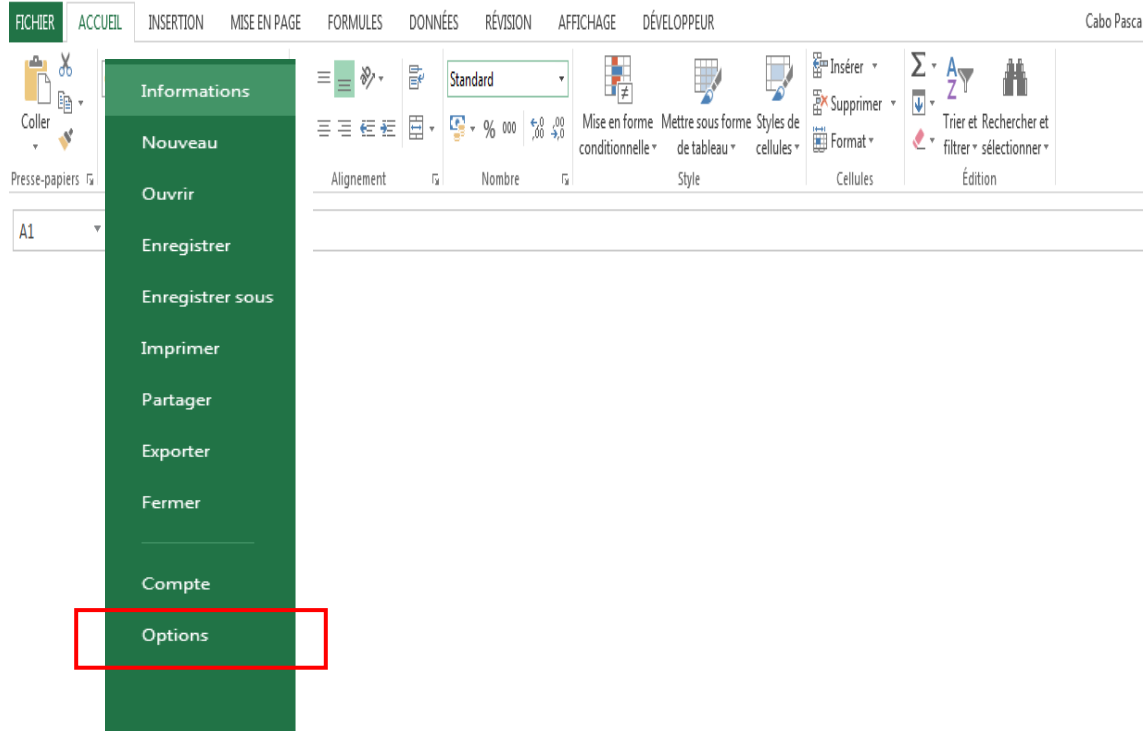 FICHIER ACCUEIL INSERTION MISE EN PAGE FORMULES DONNÉES RÉVISION AFFICHAGE DÉVELOPPEUR Cabo Pasca
Coller
Presse-papiers
Standard
% 000 ,00 ,0
Alignement
Nombre
Mise en forme conditionnelle
Mettre sous forme de tableau
Styles de cellules
Style
Insérer
Supprimer
Format
Cellules
Σ
A
Z
Trier et filtrer
Rechercher et sélectionner
Édition
A1
Informations
Nouveau
Ouvrir
Enregistrer
Enregistrer sous
Imprimer
Partager
Exporter
Fermer
Compte
Options